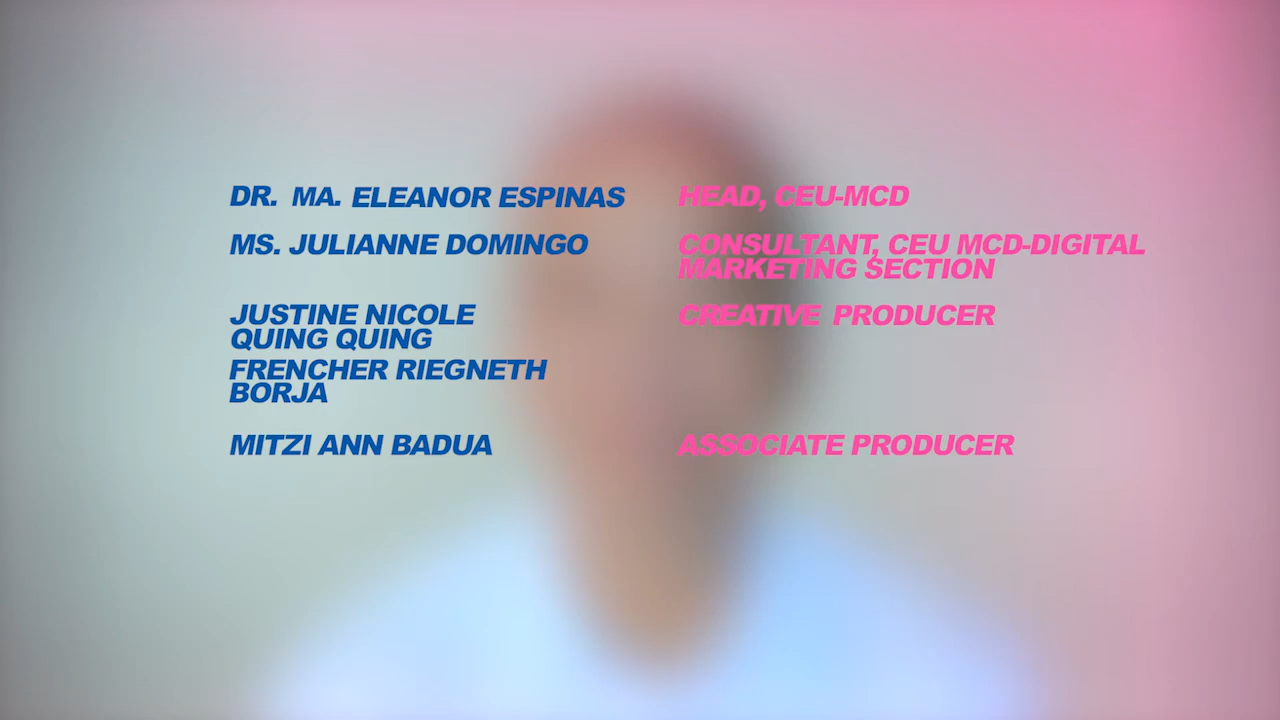 DR. MA. ELEANOR ESPINAS HEAD, CEU-MCD
MS. JULIANNE DOMINGO CONSULTANT, CEU MCD-DIGITAL
MARKETING SECTION
JUSTINE NICOLE CREATIVE PRODUCER
QUING QUING
FRENCHER RIEGNETH
BORJA
MITZI ANN BADUA ASSOCIATE PRODUCER